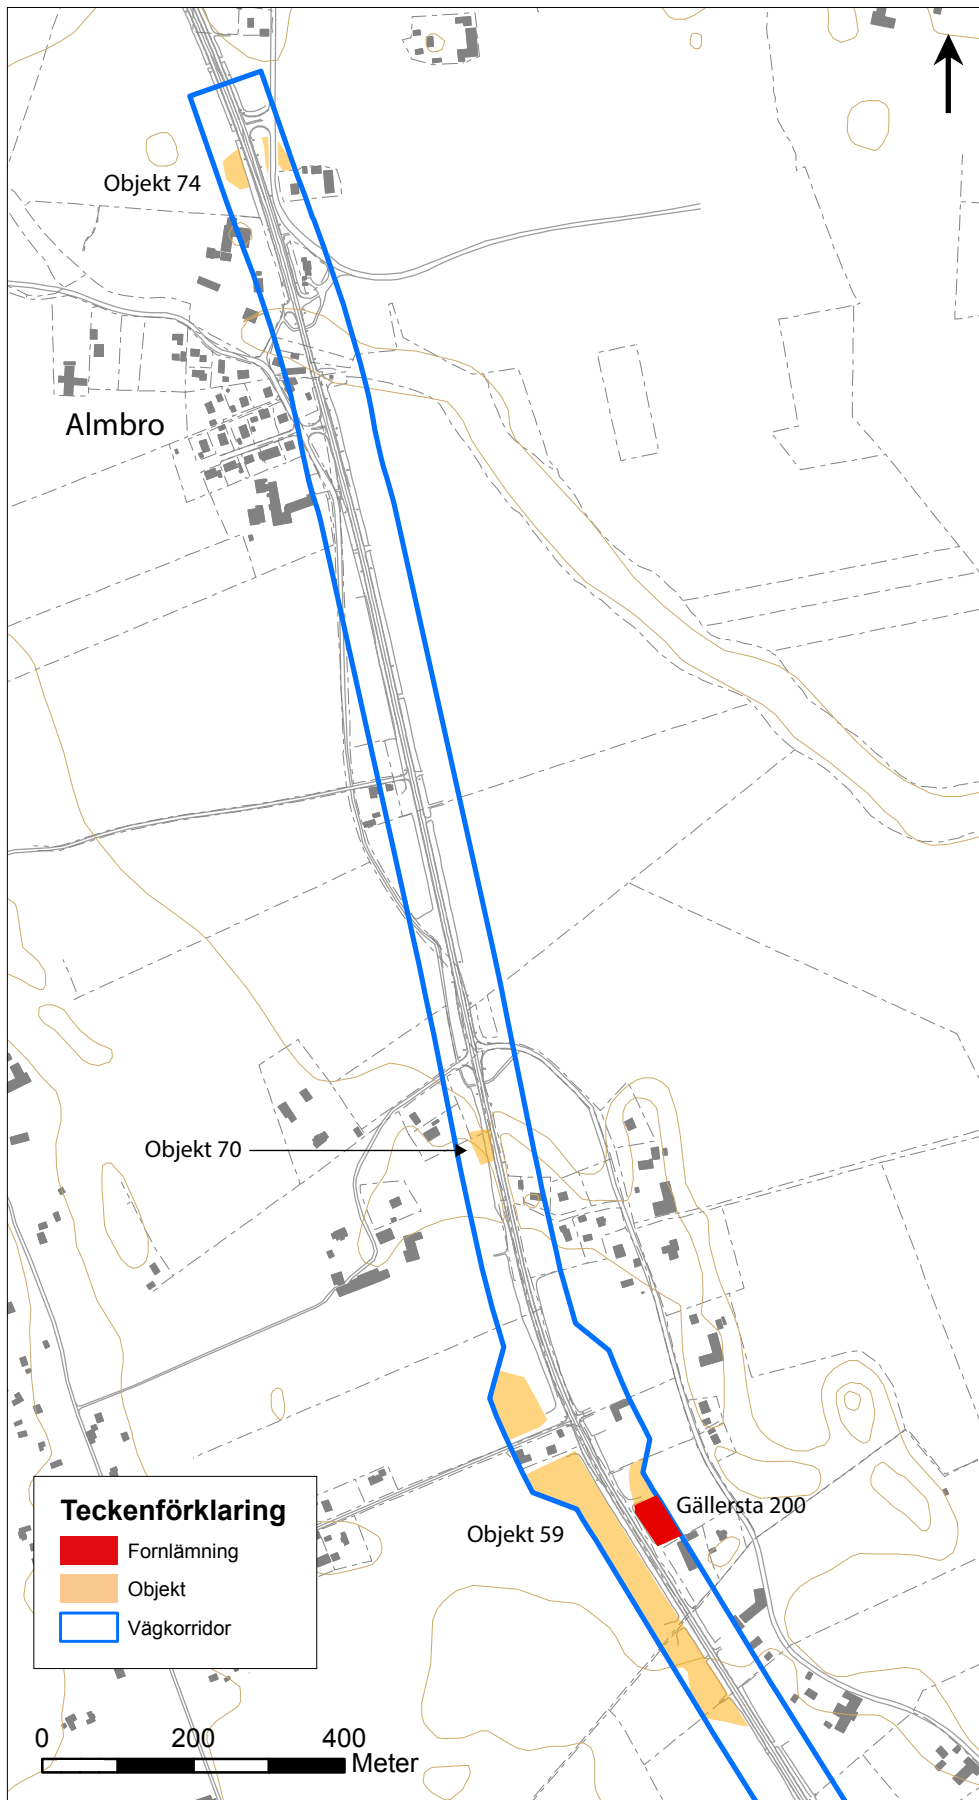 Objekt 74
Almbro
Objekt 70
Gällersta 200
Objekt 59
Teckenförklaring
Fornlämning
Objekt
Vägkorridor
0 200 400
Meter